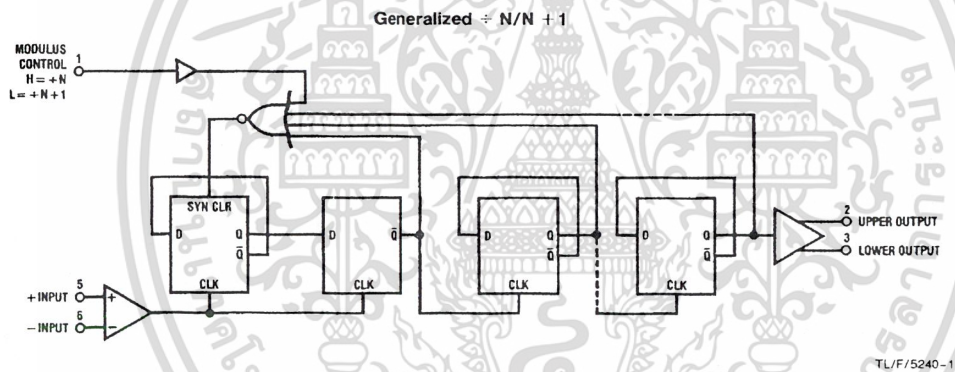 Generalized ÷ N/N + 1
MODULUS
CONTROL
H = ÷N
L = ÷N+1
1
SYN CLR
D
Q
Q̅
CLK
D
Q̅
CLK
D
Q
Q̅
CLK
D
Q
Q̅
CLK
2 UPPER OUTPUT
3 LOWER OUTPUT
+INPUT 5 +
−INPUT 6 −
TL/F/5240-1